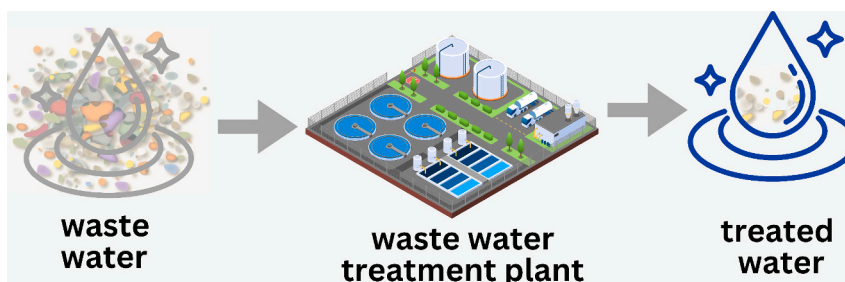 waste
water
waste water
treatment plant
treated
water